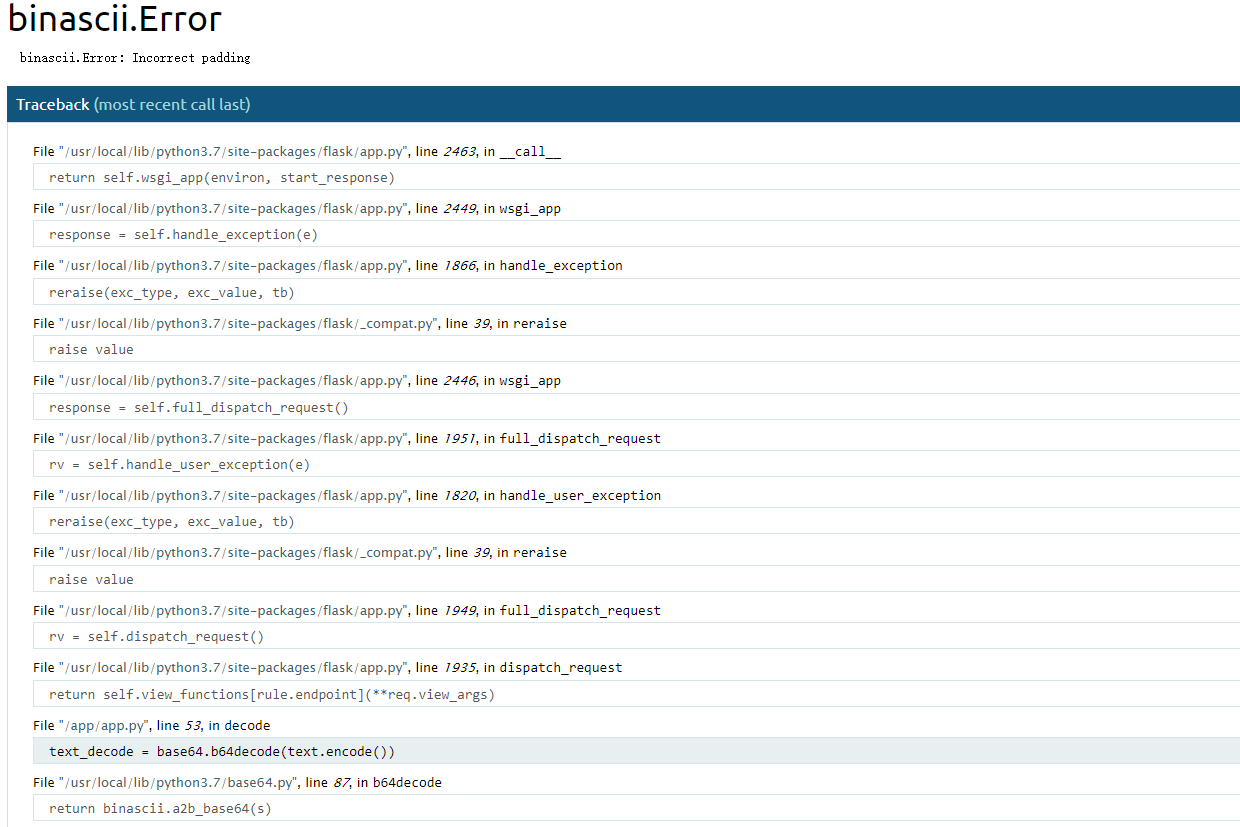 binascii.Error
binascii.Error: Incorrect padding
Traceback (most recent call last)
File "/usr/local/lib/python3.7/site-packages/flask/app.py", line 2463, in __call__
return self.wsgi_app(environ, start_response)
File "/usr/local/lib/python3.7/site-packages/flask/app.py", line 2449, in wsgi_app
response = self.handle_exception(e)
File "/usr/local/lib/python3.7/site-packages/flask/app.py", line 1866, in handle_exception
reraise(exc_type, exc_value, tb)
File "/usr/local/lib/python3.7/site-packages/flask/_compat.py", line 39, in reraise
raise value
File "/usr/local/lib/python3.7/site-packages/flask/app.py", line 2446, in wsgi_app
response = self.full_dispatch_request()
File "/usr/local/lib/python3.7/site-packages/flask/app.py", line 1951, in full_dispatch_request
rv = self.handle_user_exception(e)
File "/usr/local/lib/python3.7/site-packages/flask/app.py", line 1820, in handle_user_exception
reraise(exc_type, exc_value, tb)
File "/usr/local/lib/python3.7/site-packages/flask/_compat.py", line 39, in reraise
raise value
File "/usr/local/lib/python3.7/site-packages/flask/app.py", line 1949, in full_dispatch_request
rv = self.dispatch_request()
File "/usr/local/lib/python3.7/site-packages/flask/app.py", line 1935, in dispatch_request
return self.view_functions[rule.endpoint](**req.view_args)
File "/app/app.py", line 53, in decode
text_decode = base64.b64decode(text.encode())
File "/usr/local/lib/python3.7/base64.py", line 87, in b64decode
return binascii.a2b_base64(s)